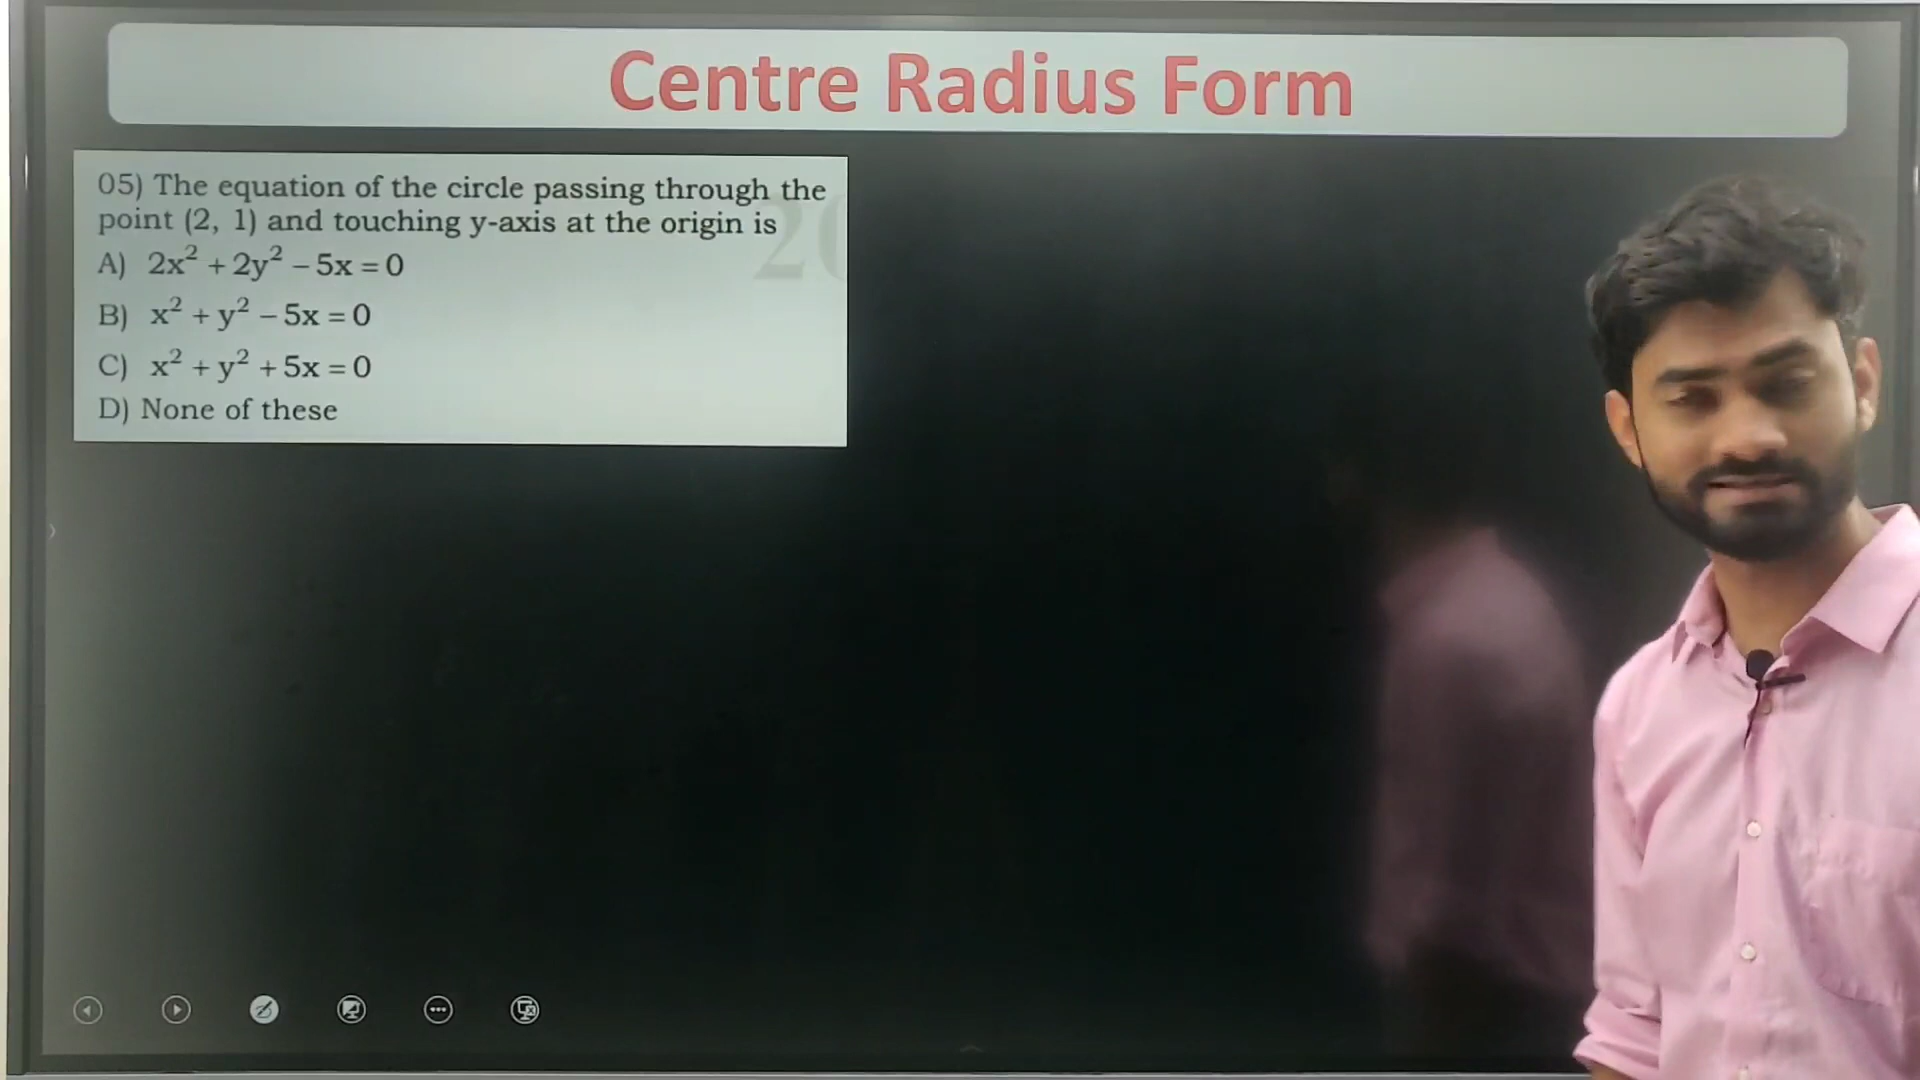 Centre Radius Form
05) The equation of the circle passing through the
point (2, 1) and touching y-axis at the origin is
A) 2x² + 2y² – 5x = 0
B) x² + y² – 5x = 0
C) x² + y² + 5x = 0
D) None of these